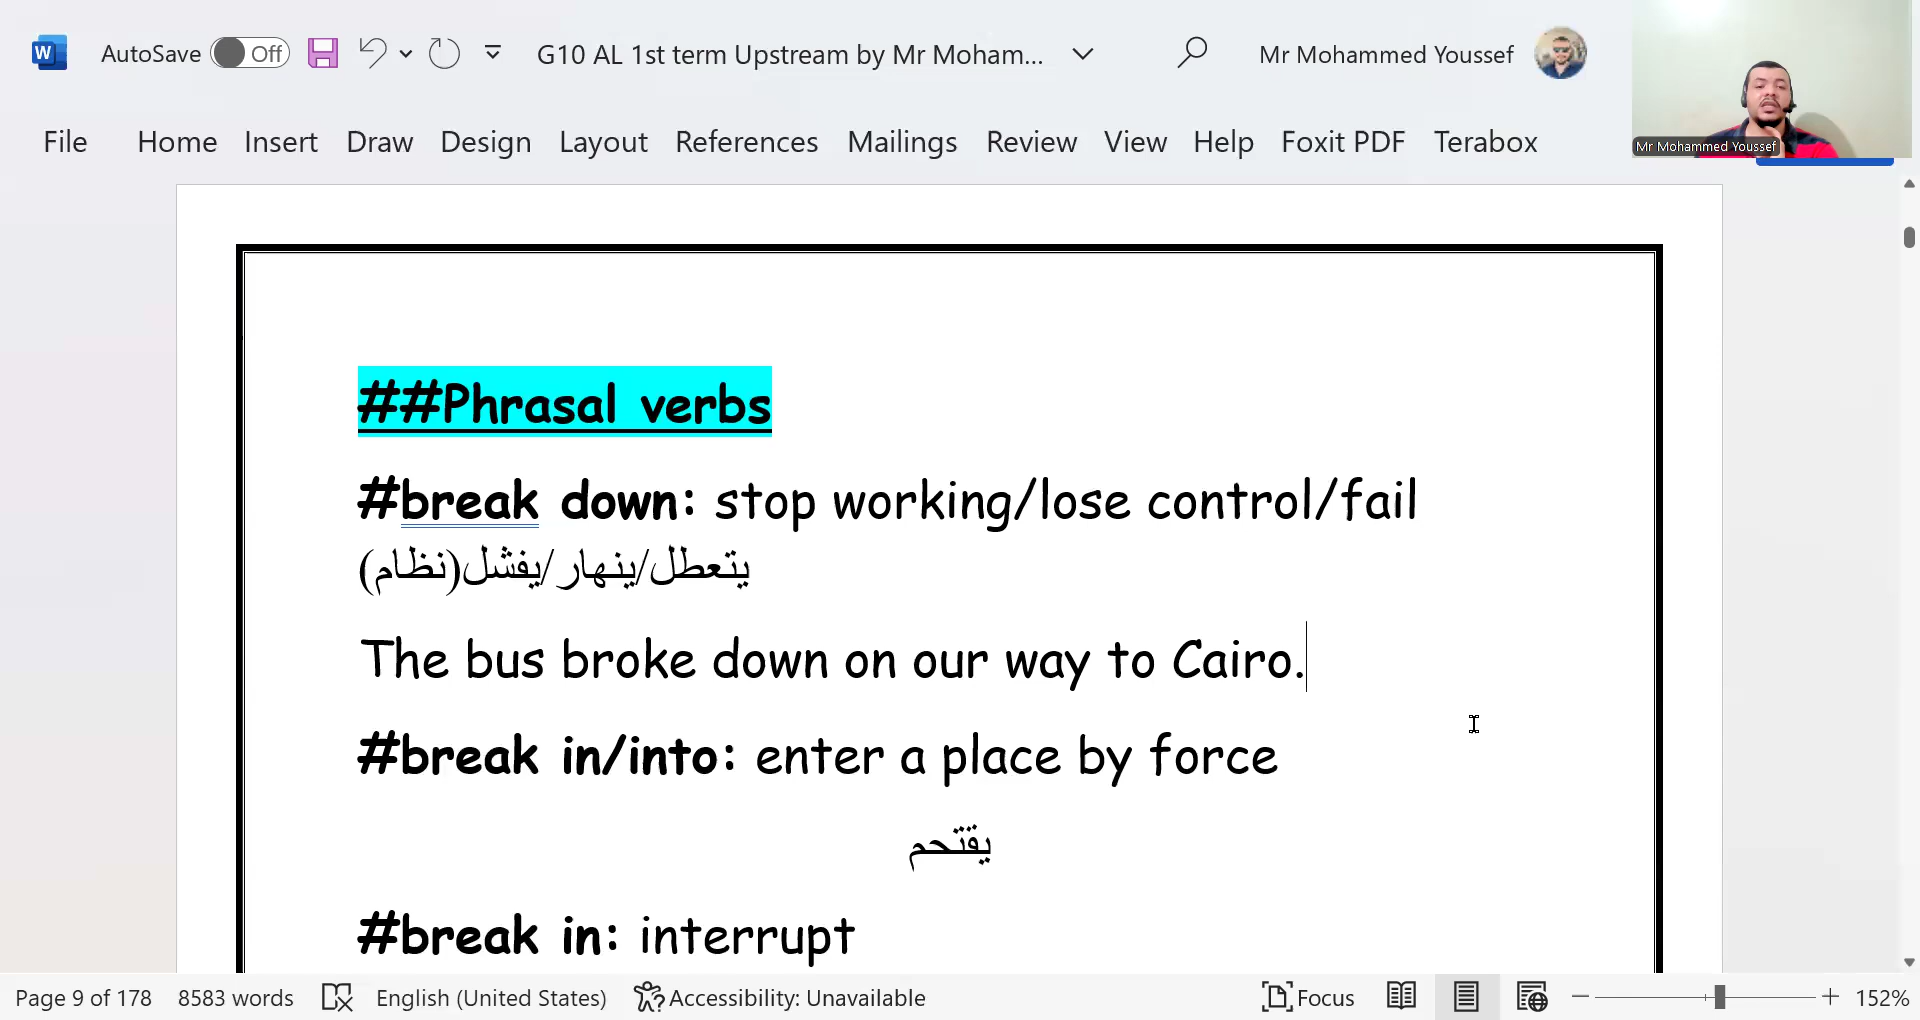 AutoSave Off G10 AL 1st term Upstream by Mr Moham... Mr Mohammed Youssef
File Home Insert Draw Design Layout References Mailings Review View Help Foxit PDF Terabox
Mr Mohammed Youssef
##Phrasal verbs
#break down: stop working/lose control/fail
يتعطل/ينهار/يفشل(نظام)
The bus broke down on our way to Cairo.
#break in/into: enter a place by force
يقتحم
#break in: interrupt
Page 9 of 178 8583 words English (United States) Accessibility: Unavailable Focus 152%